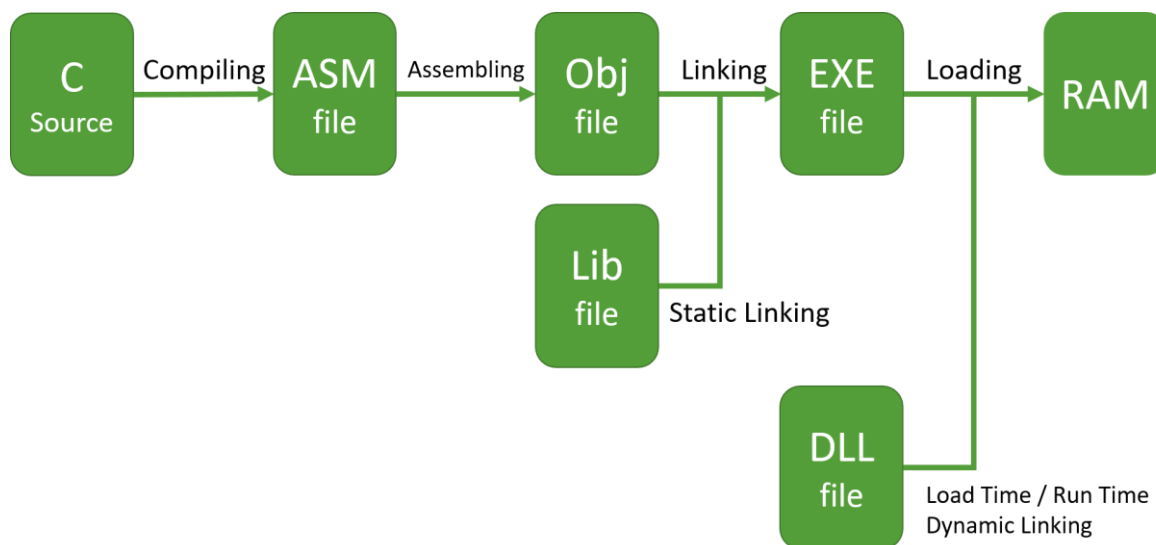 C
Source
Compiling
ASM
file
Assembling
Obj
file
Linking
EXE
file
Loading
RAM
Lib
file
Static Linking
DLL
file
Load Time / Run Time
Dynamic Linking